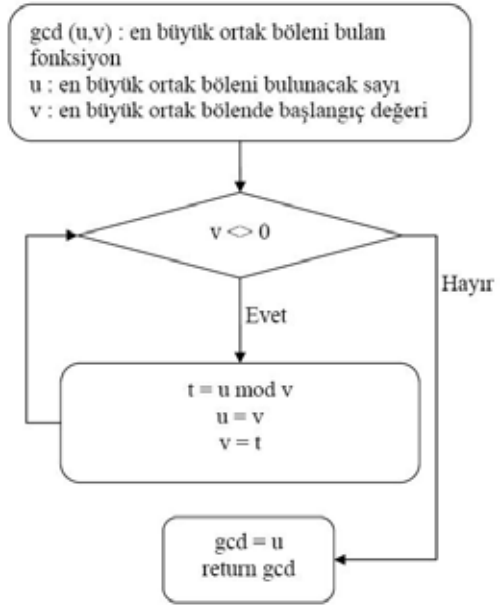 gcd (u,v) : en büyük ortak böleni bulan
fonksiyon
u : en büyük ortak böleni bulunacak sayı
v : en büyük ortak bölende başlangıç değeri
v <> 0
Hayır
Evet
t = u mod v
u = v
v = t
gcd = u
return gcd